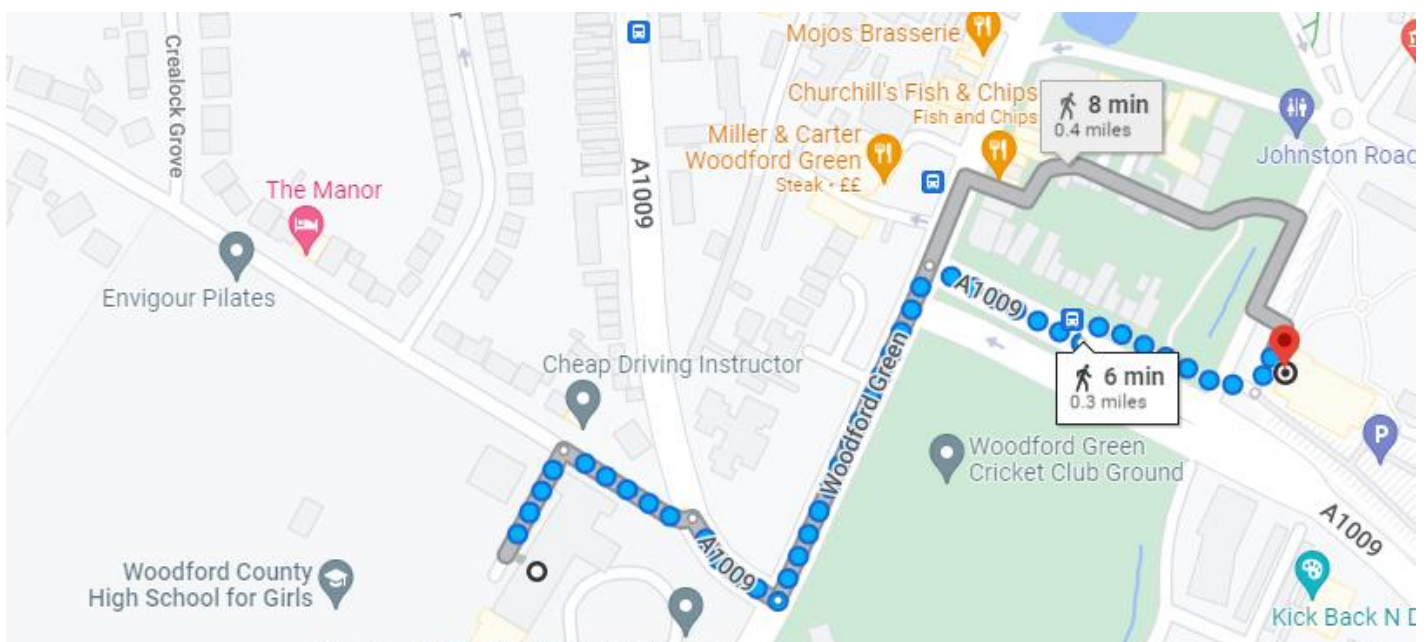 Crealock Grove
Mojos Brasserie
Churchill's Fish & Chips
Fish and Chips
8 min
0.4 miles
Miller & Carter
Woodford Green
Steak · ££
Johnston Road
A1009
The Manor
Envigour Pilates
A1009
Woodford Green
6 min
0.3 miles
Cheap Driving Instructor
Woodford Green
Cricket Club Ground
P
A1009
A1009
Woodford County
High School for Girls
Kick Back N D